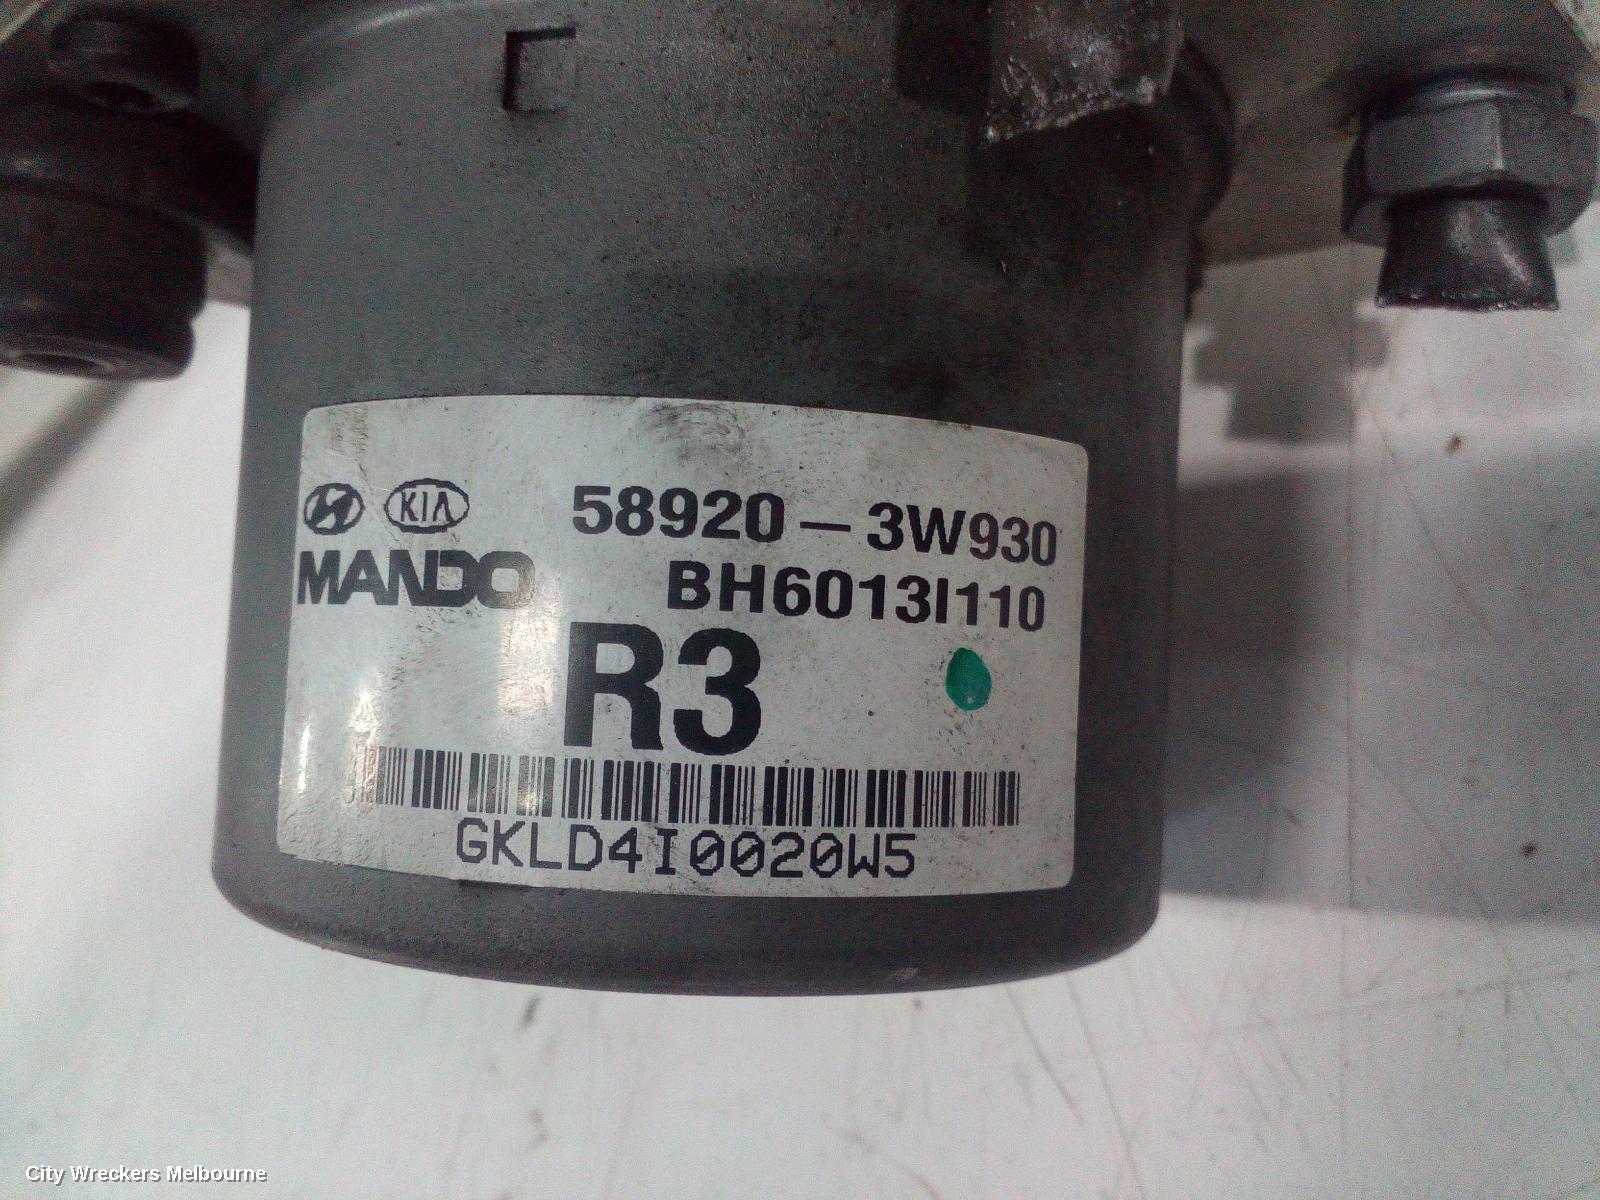 KIA 58920-3W930
MANDO BH6013I110
R3
GKLD4I0020W5
City Wreckers Melbourne